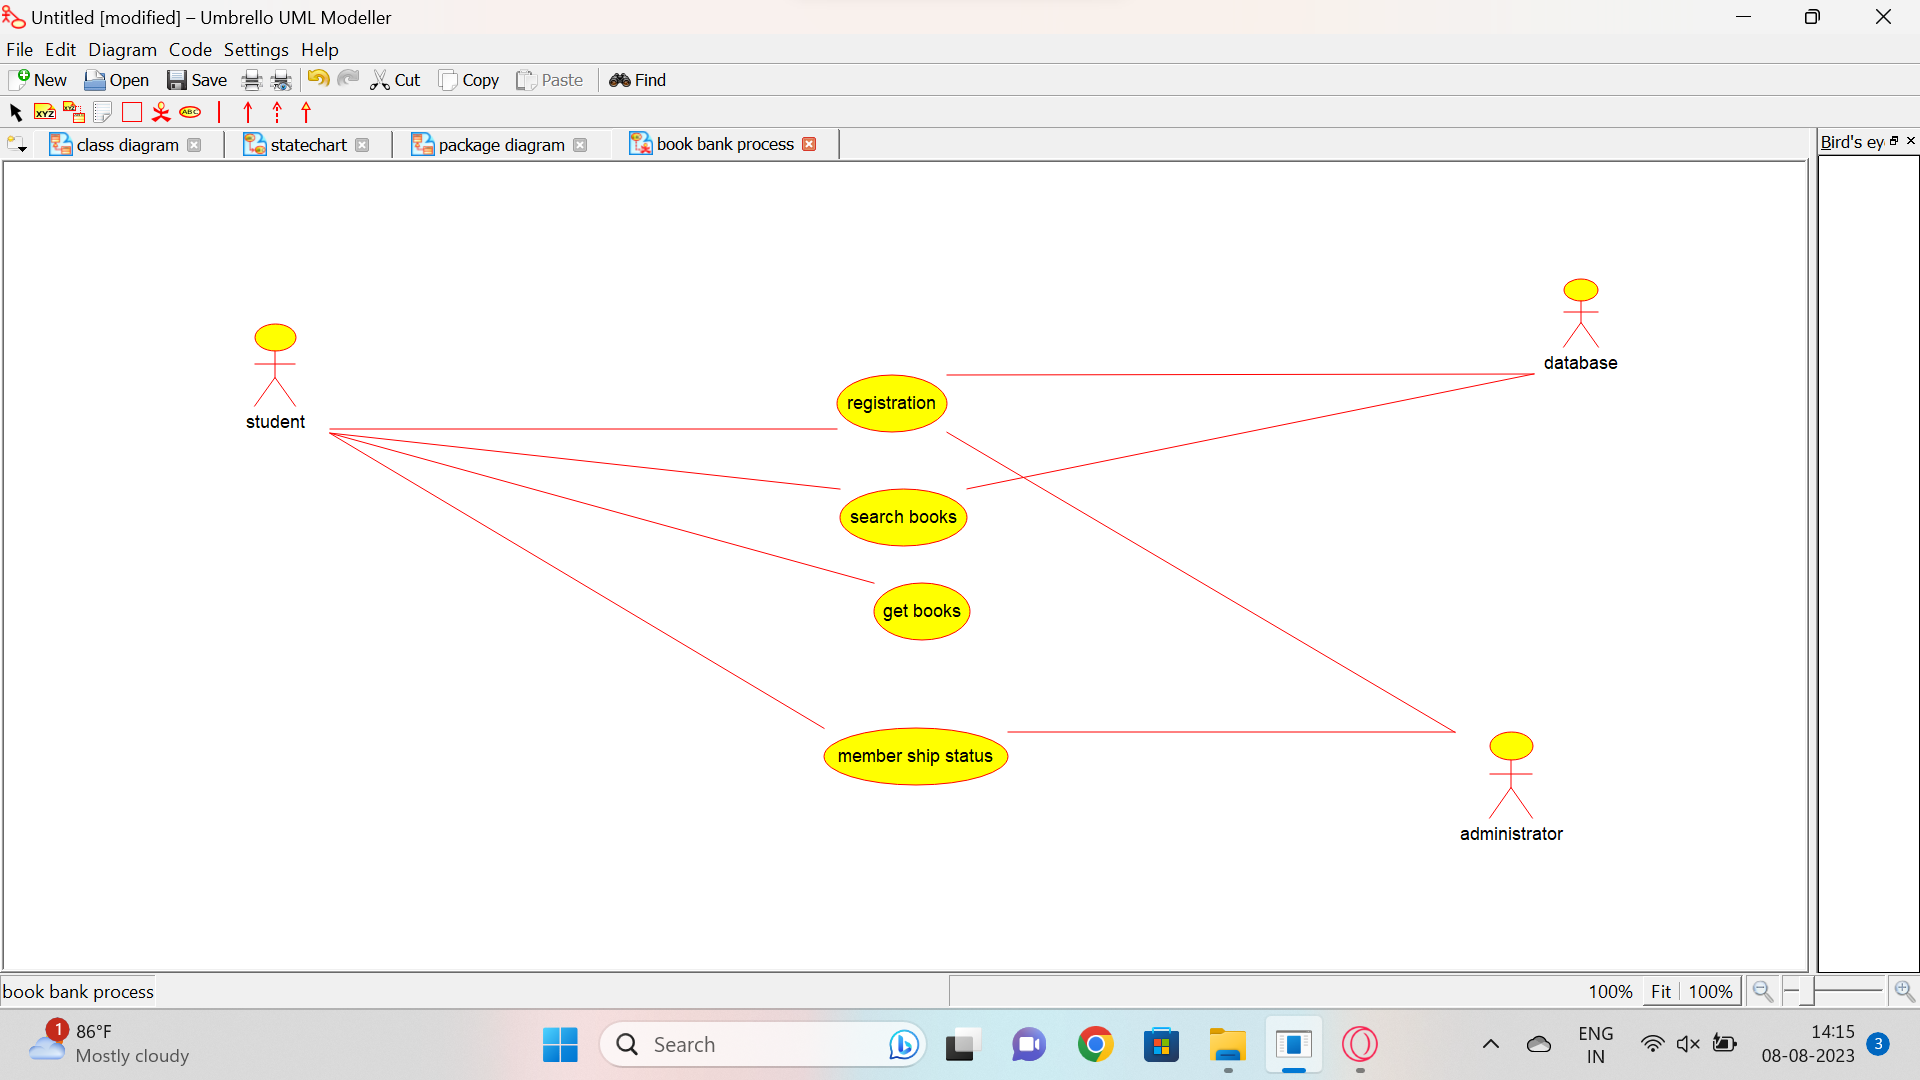 Untitled [modified] – Umbrello UML Modeller
File Edit Diagram Code Settings Help
New Open Save Cut Copy Paste Find
XYZ XYZ ABC
class diagram statechart package diagram book bank process
Bird's ey
database
student
registration
search books
get books
member ship status
administrator
book bank process
100% Fit 100%
1 86°F
Mostly cloudy
Search
ENG
IN
14:15
08-08-2023
3